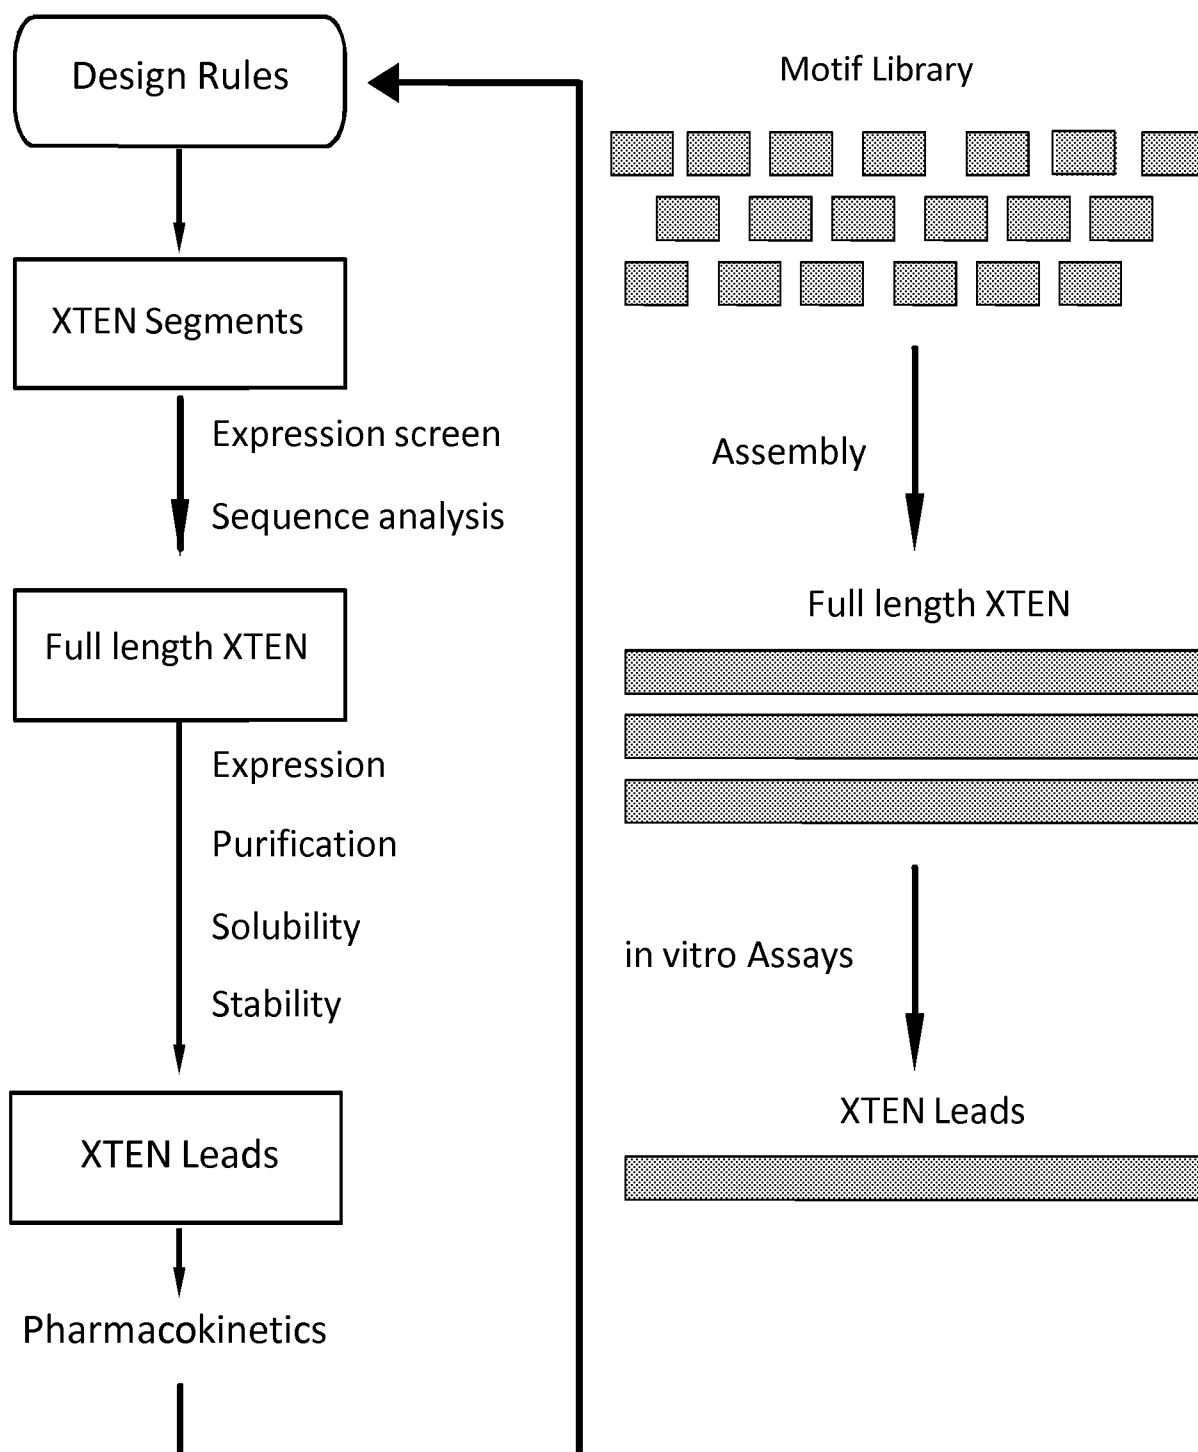 Design Rules
XTEN Segments
Expression screen
Sequence analysis
Full length XTEN
Expression
Purification
Solubility
Stability
XTEN Leads
Pharmacokinetics
Motif Library
Assembly
Full length XTEN
in vitro Assays
XTEN Leads